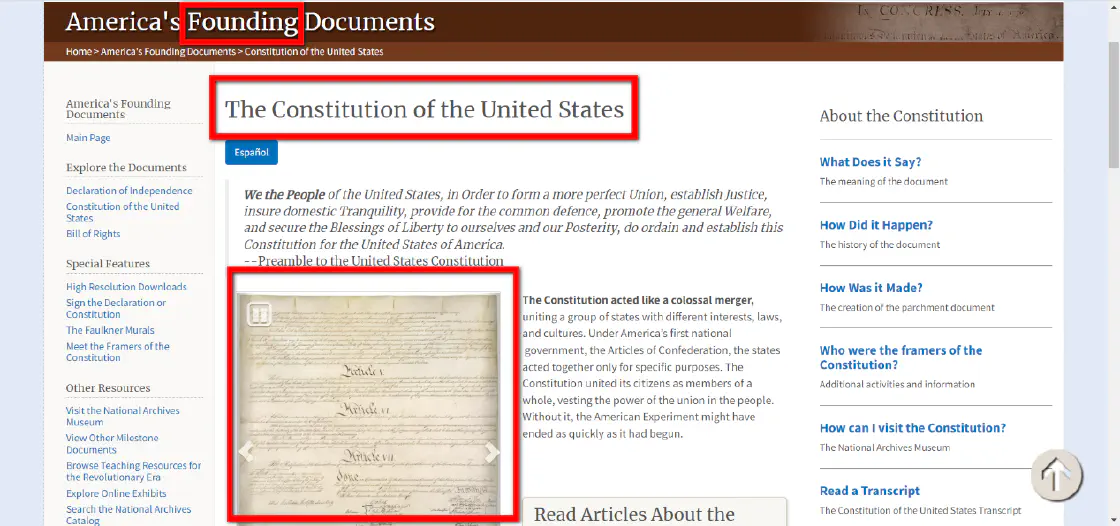 America's Founding Documents
Home > America's Founding Documents > Constitution of the United States
America's Founding
Documents
Main Page
Explore the Documents
Declaration of Independence
Constitution of the United
States
Bill of Rights
Special Features
High Resolution Downloads
Sign the Declaration or
Constitution
The Faulkner Murals
Meet the Framers of the
Constitution
Other Resources
Visit the National Archives
Museum
View Other Milestone
Documents
Browse Teaching Resources for
the Revolutionary Era
Explore Online Exhibits
Search the National Archives
Catalog
The Constitution of the United States
Español
We the People of the United States, in Order to form a more perfect Union, establish Justice,
insure domestic Tranquility, provide for the common defence, promote the general Welfare,
and secure the Blessings of Liberty to ourselves and our Posterity, do ordain and establish this
Constitution for the United States of America.
--Preamble to the United States Constitution
Article V.
Article VI.
Article VII.
The Constitution acted like a colossal merger,
uniting a group of states with different interests, laws,
and cultures. Under America's first national
government, the Articles of Confederation, the states
acted together only for specific purposes. The
Constitution united its citizens as members of a
whole, vesting the power of the union in the people.
Without it, the American Experiment might have
ended as quickly as it had begun.
Read Articles About the
About the Constitution
What Does it Say?
The meaning of the document
How Did it Happen?
The history of the document
How Was it Made?
The creation of the parchment document
Who were the framers of the
Constitution?
Additional activities and information
How can I visit the Constitution?
The National Archives Museum
Read a Transcript
The Constitution of the United States Transcript